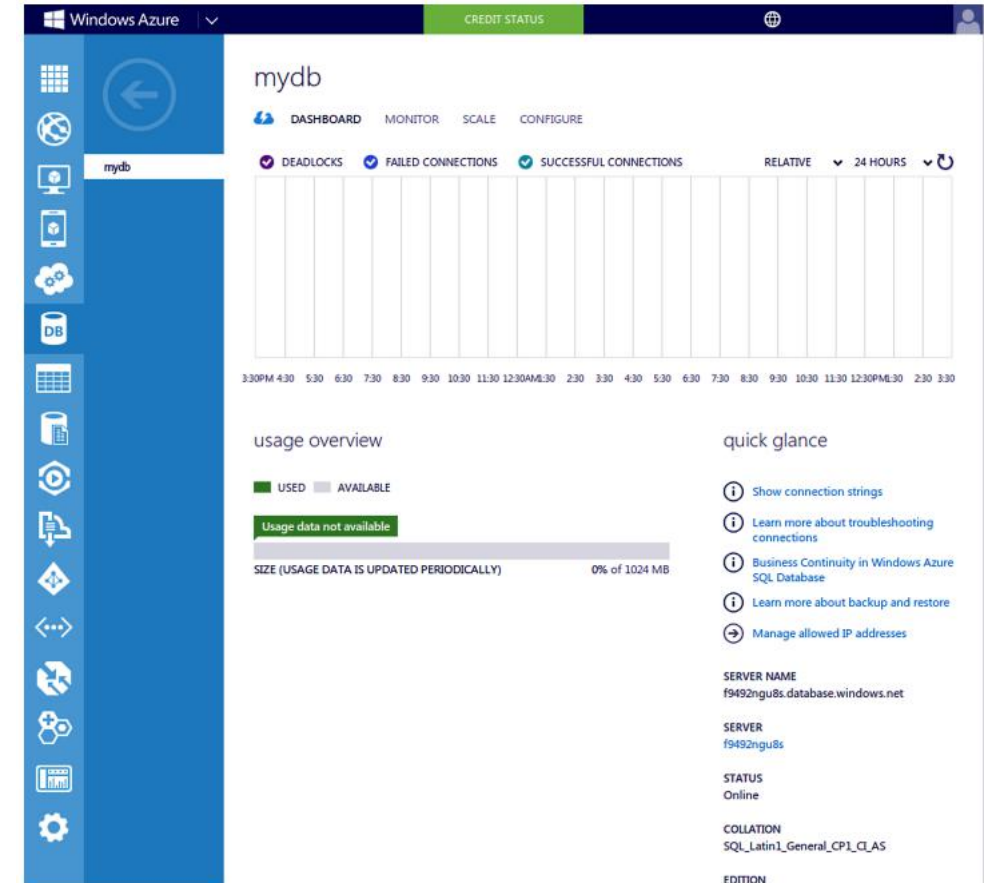 Windows Azure
CREDIT STATUS
mydb
mydb
DASHBOARD MONITOR SCALE CONFIGURE
DEADLOCKS FAILED CONNECTIONS SUCCESSFUL CONNECTIONS RELATIVE 24 HOURS
3:30PM 4:30 5:30 6:30 7:30 8:30 9:30 10:30 11:30 12:30AM1:30 2:30 3:30 4:30 5:30 6:30 7:30 8:30 9:30 10:30 11:30 12:30PM1:30 2:30 3:30
usage overview
USED AVAILABLE
Usage data not available
SIZE (USAGE DATA IS UPDATED PERIODICALLY) 0% of 1024 MB
quick glance
Show connection strings
Learn more about troubleshooting
connections
Business Continuity in Windows Azure
SQL Database
Learn more about backup and restore
Manage allowed IP addresses
SERVER NAME
f9492ngu8s.database.windows.net
SERVER
f9492ngu8s
STATUS
Online
COLLATION
SQL_Latin1_General_CP1_CI_AS
EDITION
DB